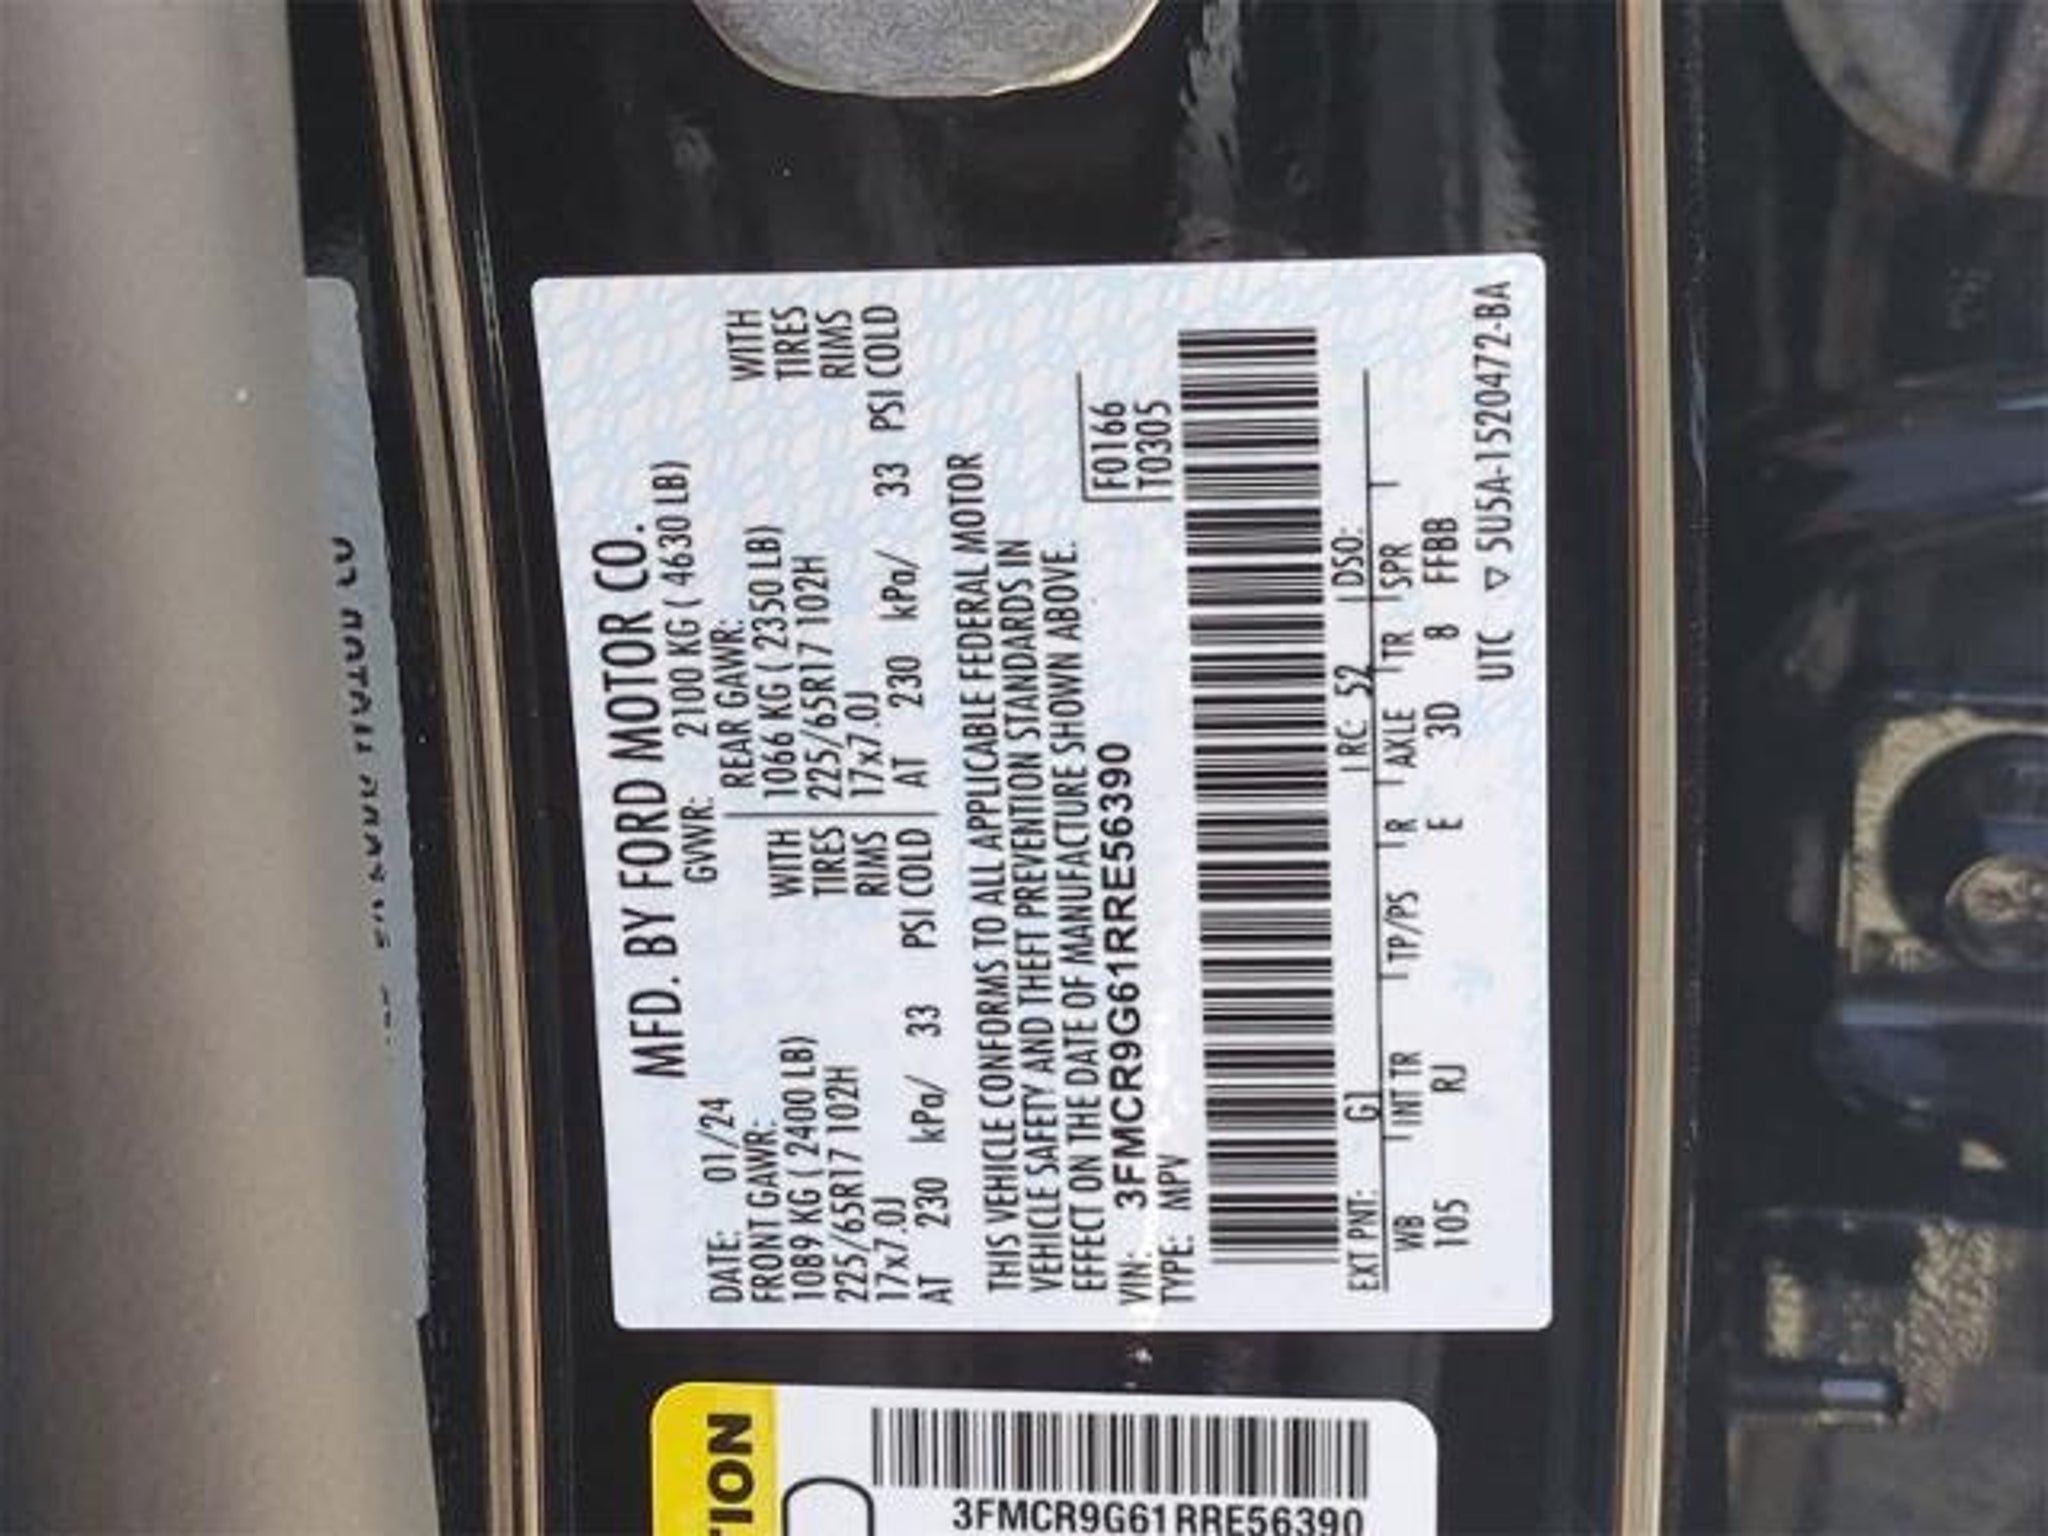 MFD. BY FORD MOTOR CO.
DATE: 01/24 GVWR: 2100 KG ( 4630 LB)
FRONT GAWR: REAR GAWR:
1089 KG ( 2400 LB) WITH 1066 KG ( 2350 LB) WITH
225/65R17 102H TIRES 225/65R17 102H TIRES
17x7.0J RIMS 17x7.0J RIMS
AT 230 kPa/ 33 PSI COLD AT 230 kPa/ 33 PSI COLD
THIS VEHICLE CONFORMS TO ALL APPLICABLE FEDERAL MOTOR
VEHICLE SAFETY AND THEFT PREVENTION STANDARDS IN
EFFECT ON THE DATE OF MANUFACTURE SHOWN ABOVE.
VIN: 3FMCR9G61RRE56390 F0166
TYPE: MPV T0305
EXT PNT: G1 RC: 52 DSO:
WB INT TR TP/PS R AXLE TR SPR
105 RJ E 3D 8 FFBB
UTC ▽ 5U5A-1520472-BA
TION
3FMCR9G61RRE56390